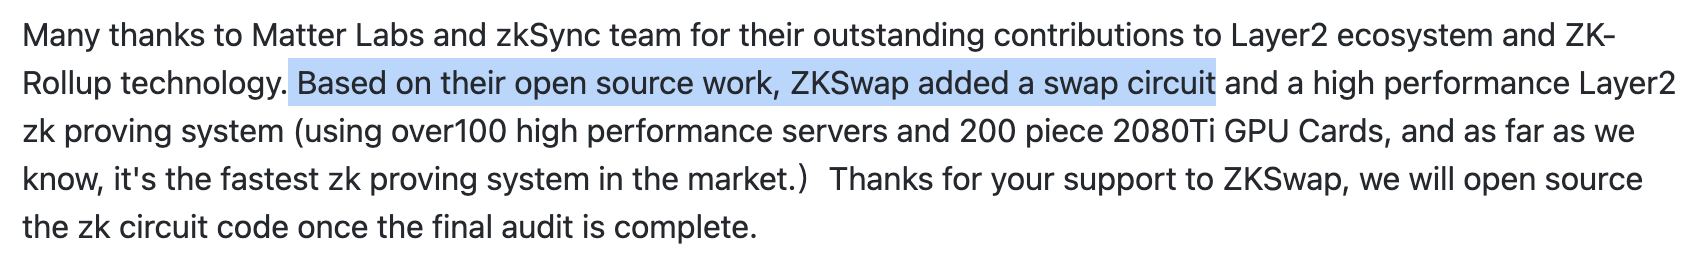 Many thanks to Matter Labs and zkSync team for their outstanding contributions to Layer2 ecosystem and ZK-
Rollup technology. Based on their open source work, ZKSwap added a swap circuit and a high performance Layer2
zk proving system (using over100 high performance servers and 200 piece 2080Ti GPU Cards, and as far as we
know, it's the fastest zk proving system in the market.)  Thanks for your support to ZKSwap, we will open source
the zk circuit code once the final audit is complete.